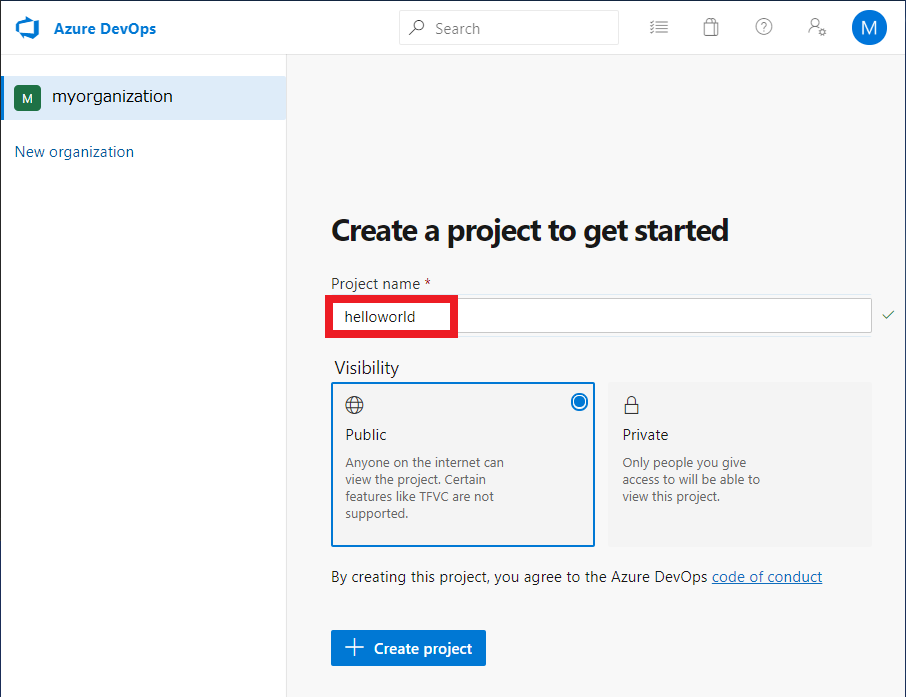 Azure DevOps
Search
M
M
myorganization
New organization
Create a project to get started
Project name *
helloworld
Visibility
Public
Anyone on the internet can
view the project. Certain
features like TFVC are not
supported.
Private
Only people you give
access to will be able to
view this project.
By creating this project, you agree to the Azure DevOps code of conduct
Create project